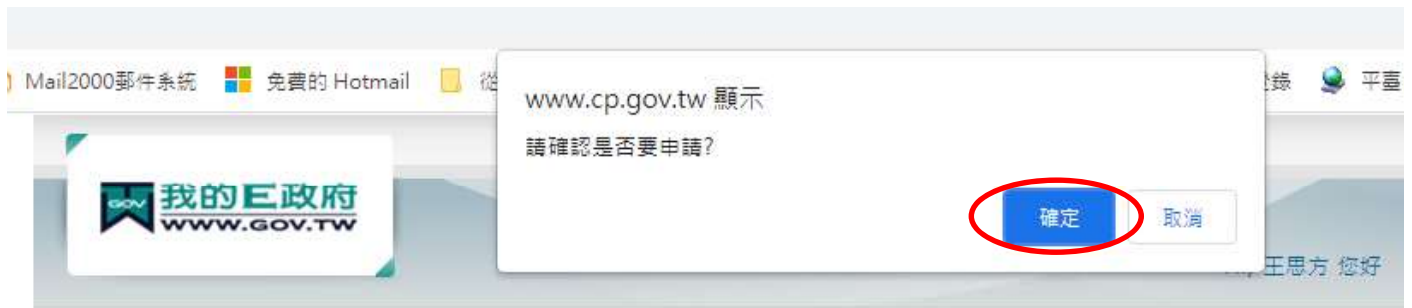 Mail2000郵件系統
免費的 Hotmail
從
www.cp.gov.tw 顯示
請確認是否要申請?
確定
取消
登錄
平臺
GOV
我的E政府
WWW.GOV.TW
王思方 您好